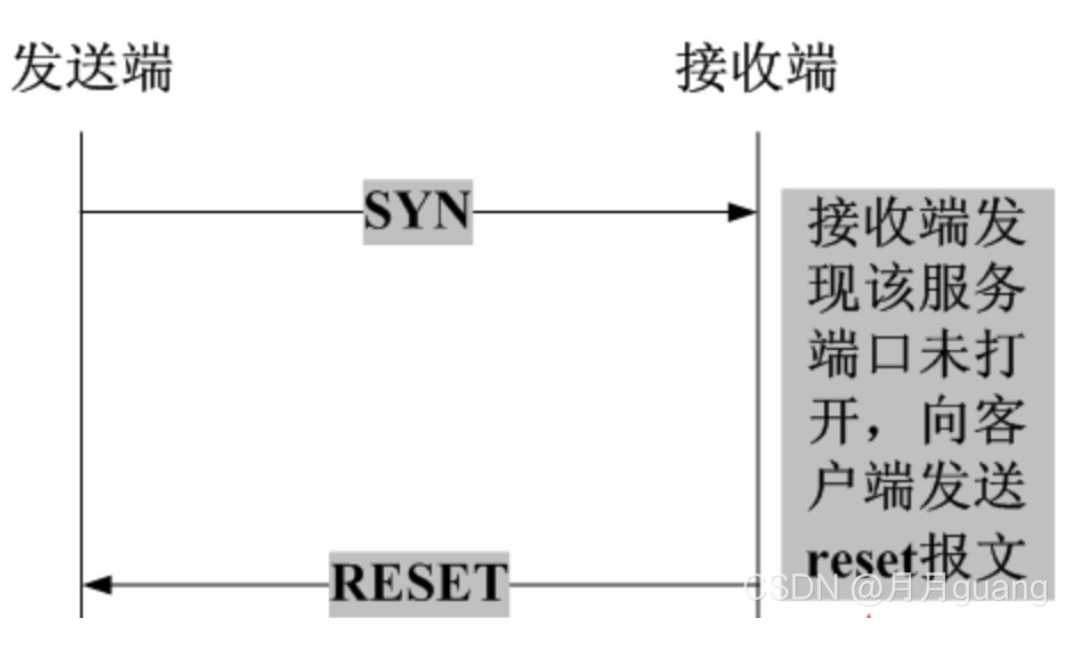 发送端
接收端
SYN
接收端发
现该服务
端口未打
开，向客
户端发送
reset报文
RESET
CSDN @月月guang